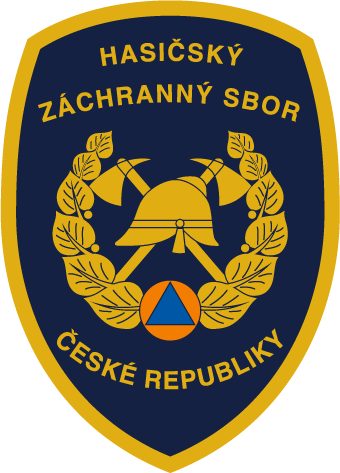 HASIČSKÝ
ZÁCHRANNÝ SBOR
ČESKÉ REPUBLIKY